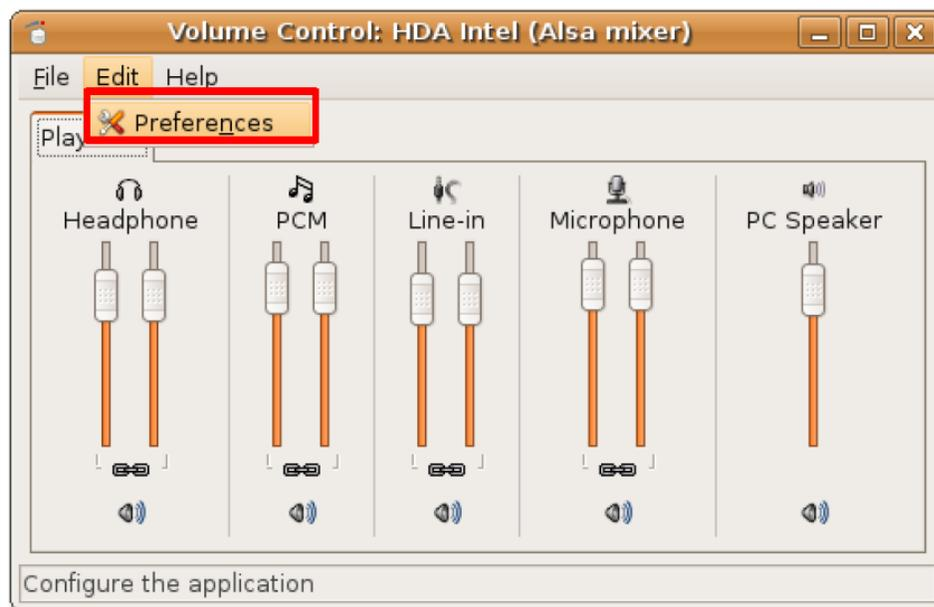 Volume Control: HDA Intel (Alsa mixer)
File Edit Help
Preferences
Play
Headphone PCM Line-in Microphone PC Speaker
Configure the application